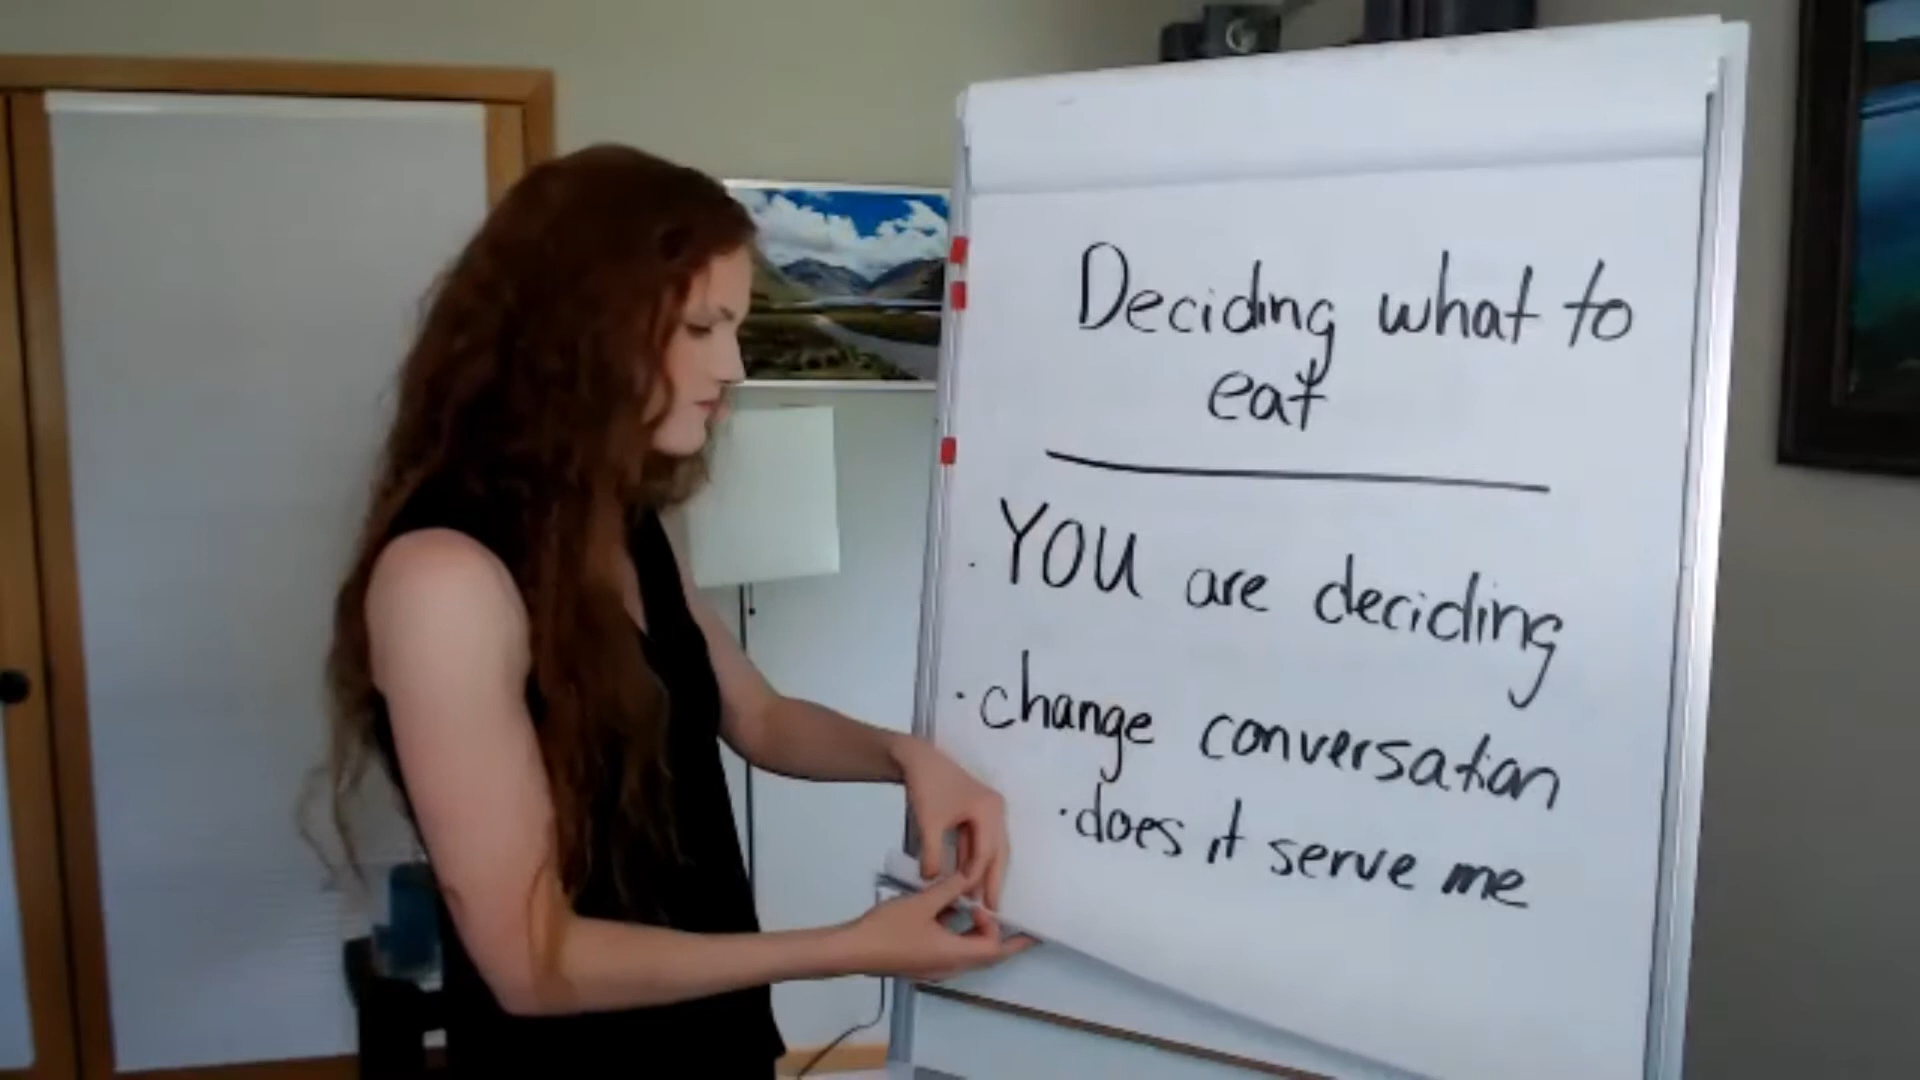 Deciding what to
eat
· YOU are deciding
· change conversation
· does it serve me